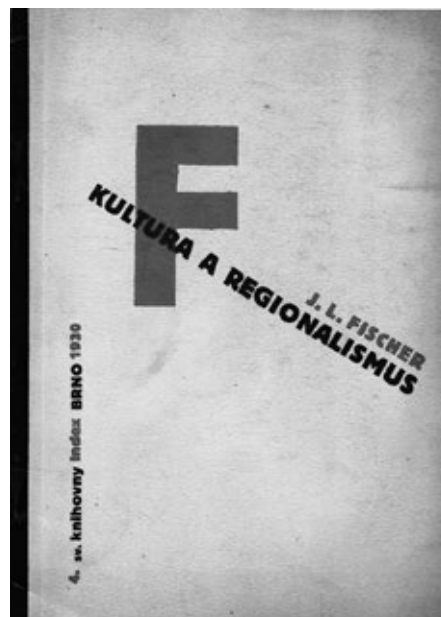 F
KULTURA A REGIONALISMUS
J. L. FISCHER
4. sv. knihovny index BRNO 1930